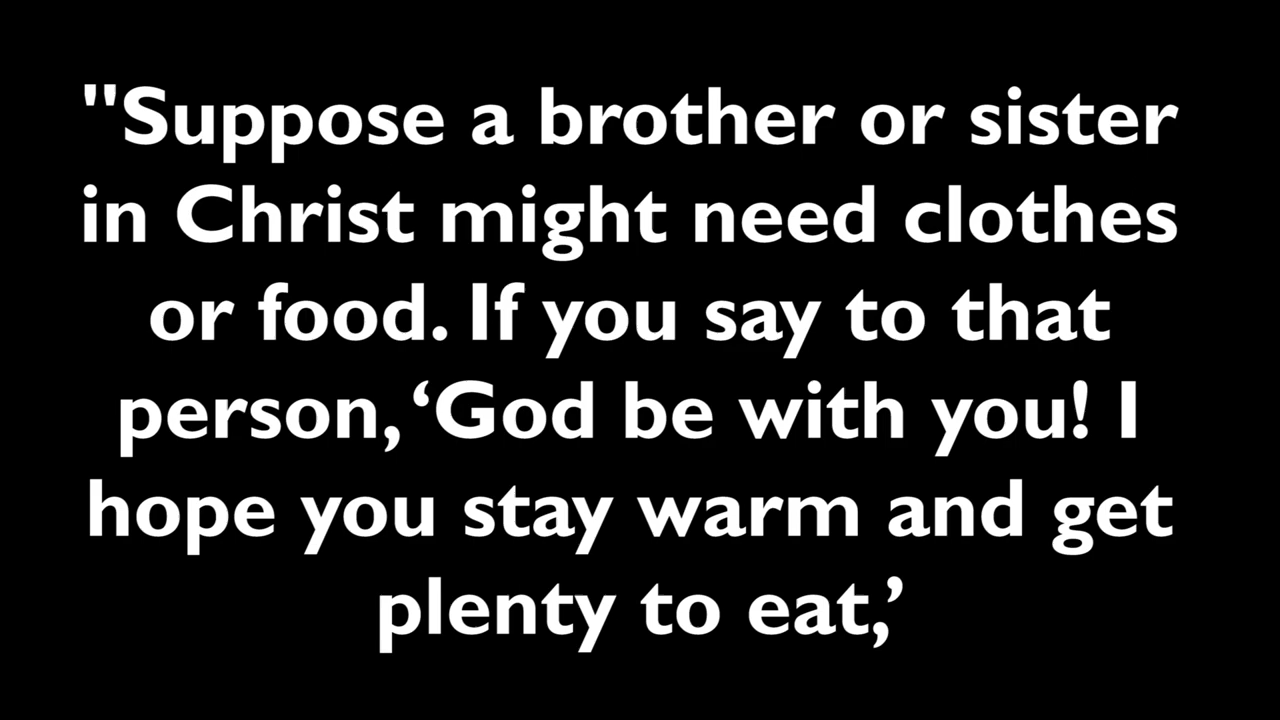 "Suppose a brother or sister
in Christ might need clothes
or food. If you say to that
person, ‘God be with you! I
hope you stay warm and get
plenty to eat,’